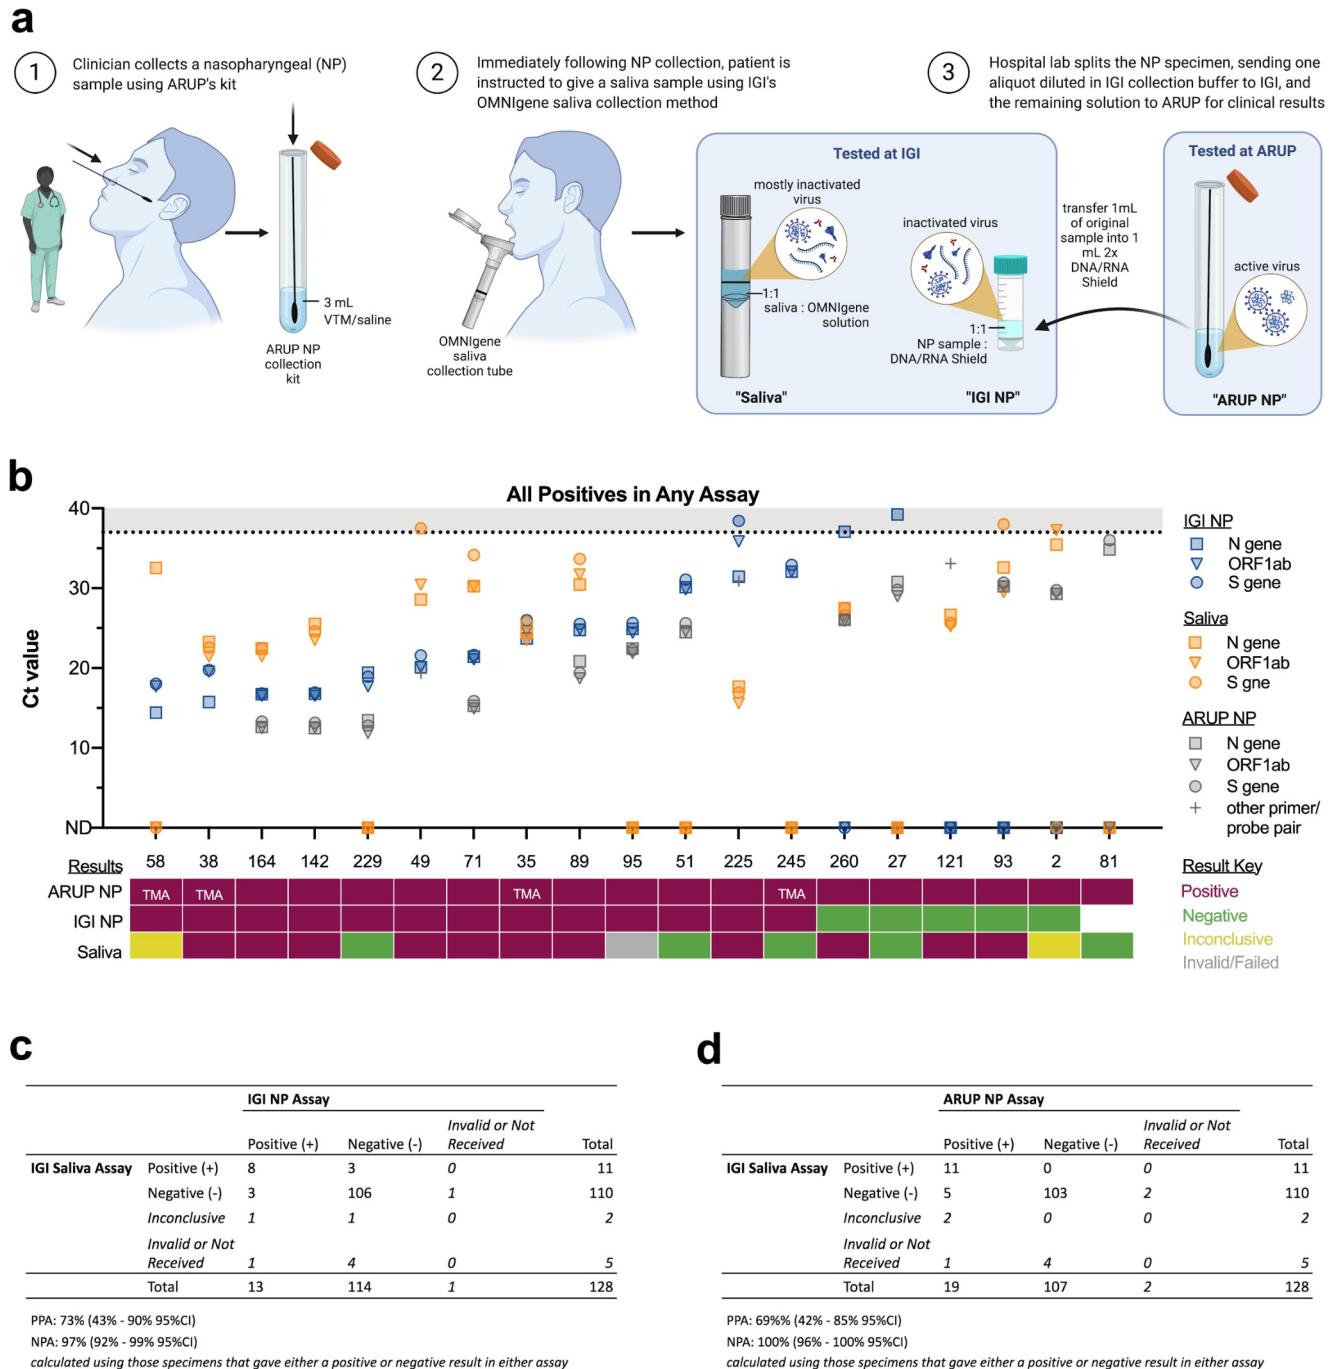 a
1
Clinician collects a nasopharyngeal (NP)
sample using ARUP's kit
3 mL
VTM/saline
ARUP NP
collection
kit
2
Immediately following NP collection, patient is
instructed to give a saliva sample using IGI's
OMNIgene saliva collection method
OMNIgene
saliva
collection tube
3
Hospital lab splits the NP specimen, sending one
aliquot diluted in IGI collection buffer to IGI, and
the remaining solution to ARUP for clinical results
Tested at IGI
mostly inactivated
virus
1:1
saliva : OMNIgene
solution
"Saliva"
inactivated virus
1:1
NP sample :
DNA/RNA Shield
"IGI NP"
transfer 1mL
of original
sample into 1
mL 2x
DNA/RNA
Shield
Tested at ARUP
active virus
"ARUP NP"
b
All Positives in Any Assay
Ct value
40
30
20
10
ND
IGI NP
N gene
ORF1ab
S gene
Saliva
N gene
ORF1ab
S gne
ARUP NP
N gene
ORF1ab
S gene
other primer/
probe pair
Results 58 38 164 142 229 49 71 35 89 95 51 225 245 260 27 121 93 2 81
ARUP NP TMA TMA TMA TMA
IGI NP
Saliva
Result Key
Positive
Negative
Inconclusive
Invalid/Failed
c
IGI NP Assay
Invalid or Not
Positive (+) Negative (-) Received Total
IGI Saliva Assay Positive (+) 8 3 0 11
Negative (-) 3 106 1 110
Inconclusive 1 1 0 2
Invalid or Not
Received 1 4 0 5
Total 13 114 1 128
PPA: 73% (43% - 90% 95%CI)
NPA: 97% (92% - 99% 95%CI)
calculated using those specimens that gave either a positive or negative result in either assay
d
ARUP NP Assay
Invalid or Not
Positive (+) Negative (-) Received Total
IGI Saliva Assay Positive (+) 11 0 0 11
Negative (-) 5 103 2 110
Inconclusive 2 0 0 2
Invalid or Not
Received 1 4 0 5
Total 19 107 2 128
PPA: 69%% (42% - 85% 95%CI)
NPA: 100% (96% - 100% 95%CI)
calculated using those specimens that gave either a positive or negative result in either assay